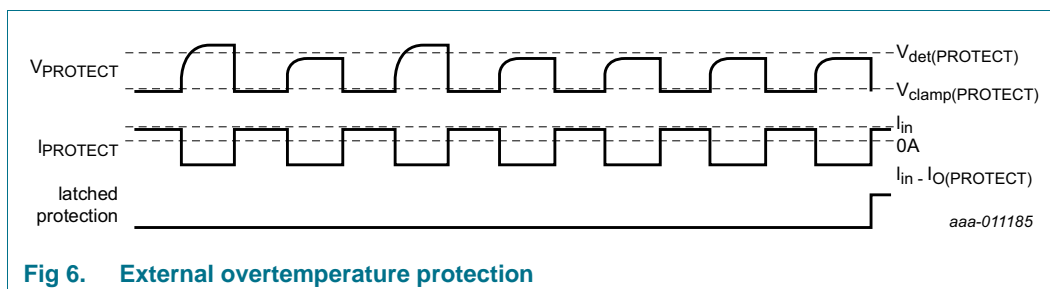 VPROTECT
Vdet(PROTECT)
Vclamp(PROTECT)
IPROTECT
Iin
0A
Iin - IO(PROTECT)
latched
protection
aaa-011185
Fig 6. External overtemperature protection